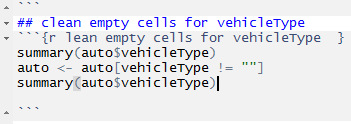 ```
## clean empty cells for vehicleType
```{r lean empty cells for vehicleType  }
summary(auto$vehicleType)
auto <- auto[vehicleType != ""]
summary(auto$vehicleType)
```